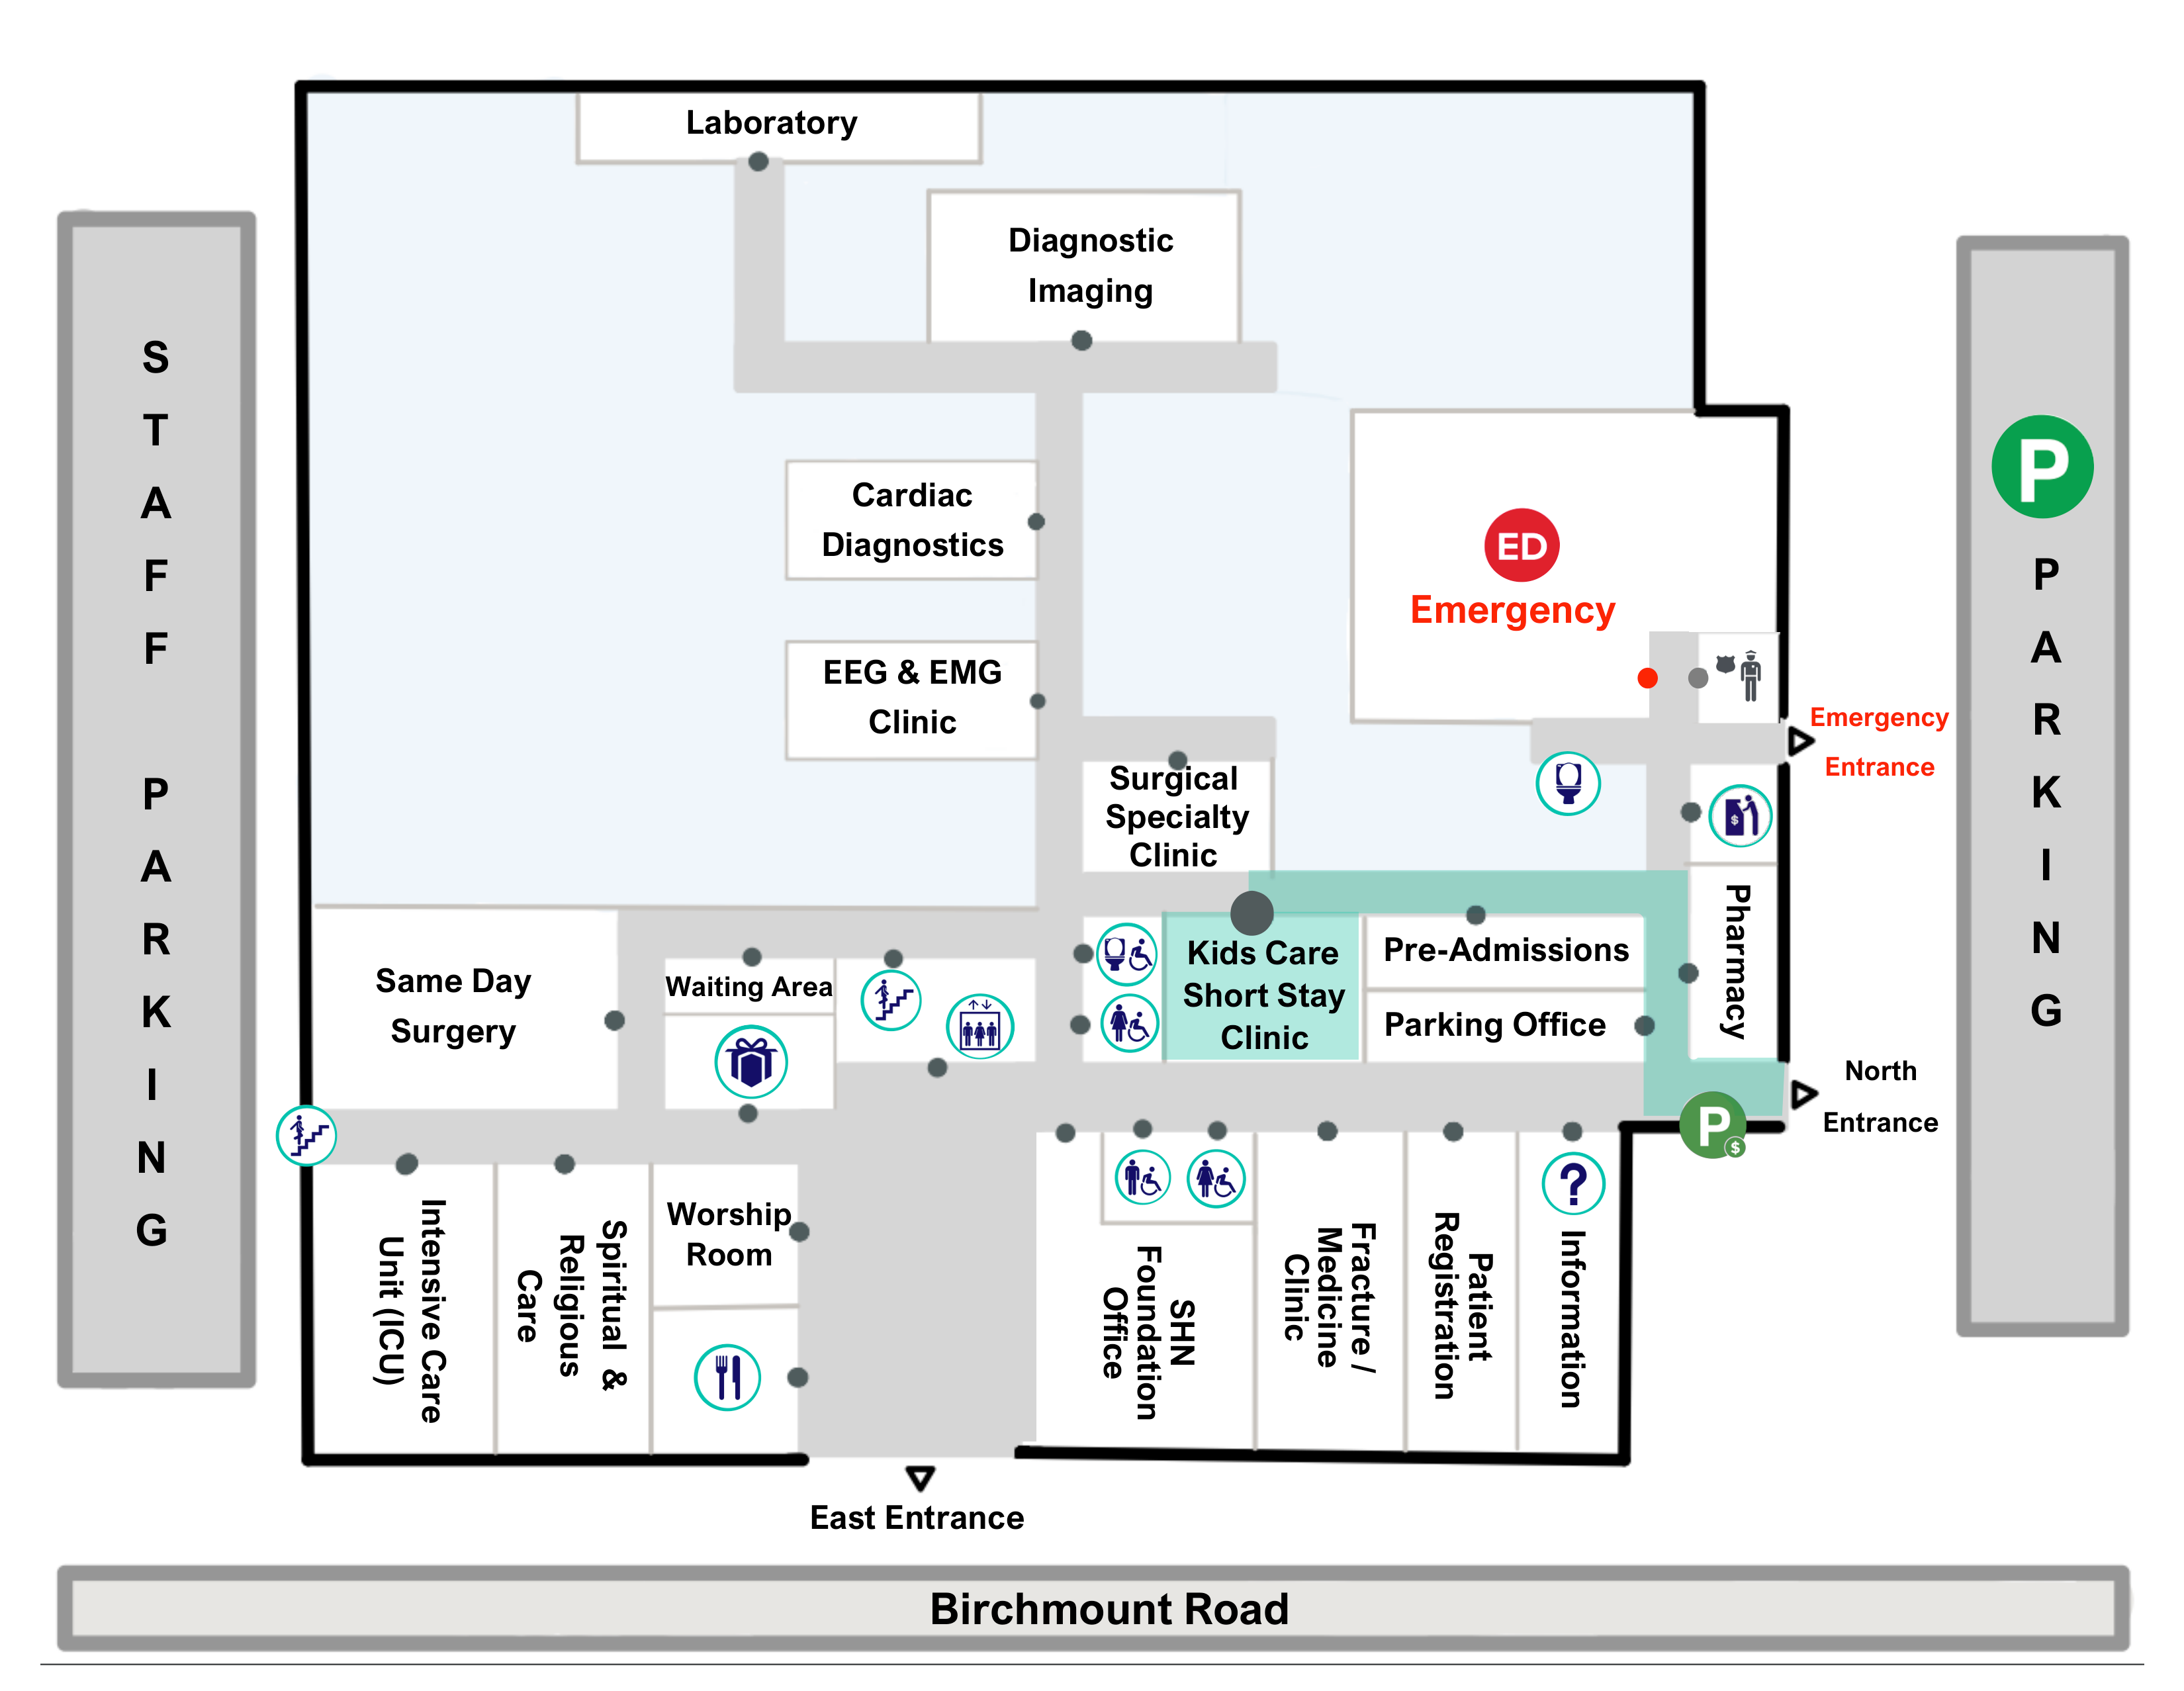 Laboratory
Diagnostic
Imaging
STAFF PARKING
P
PARKING
Cardiac
Diagnostics
ED
Emergency
EEG & EMG
Clinic
Emergency
Entrance
Surgical
Specialty
Clinic
$
Pharmacy
Same Day
Surgery
Waiting Area
Kids Care
Short Stay
Clinic
Pre-Admissions
Parking Office
North
Entrance
P
$
?
Intensive Care
Unit (ICU)
Spiritual &
Religious
Care
Worship
Room
SHN
Foundation
Office
Fracture /
Medicine
Clinic
Patient
Registration
Information
East Entrance
Birchmount Road